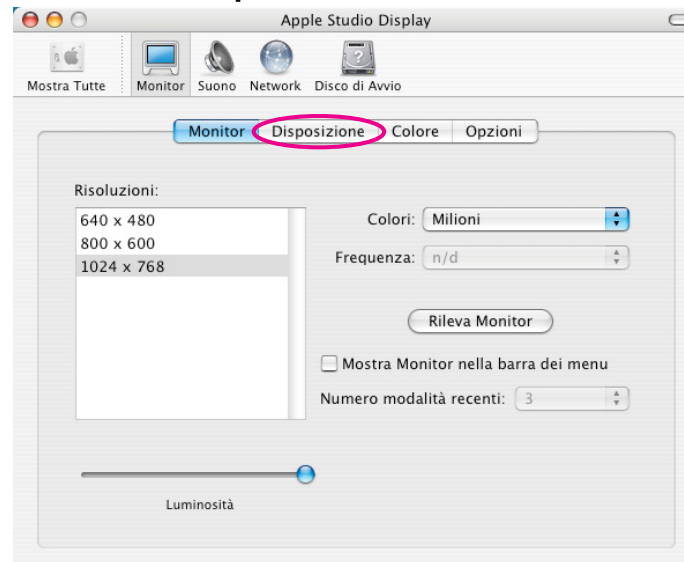 Apple Studio Display
Mostra Tutte Monitor Suono Network Disco di Avvio
Monitor Disposizione Colore Opzioni
Risoluzioni:
640 x 480
800 x 600
1024 x 768
Colori: Milioni
Frequenza: n/d
Rileva Monitor
Mostra Monitor nella barra dei menu
Numero modalità recenti: 3
Luminosità